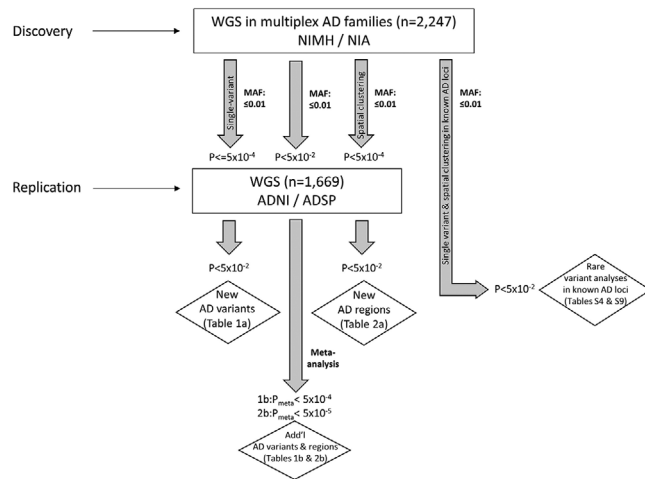 Discovery
WGS in multiplex AD families (n=2,247)
NIMH / NIA
Single-variant
MAF:
≤0.01
MAF:
≤0.01
Spatial clustering
MAF:
≤0.01
Single variant & spatial clustering in known AD loci
MAF:
≤0.01
P<=5x10⁻⁴
P<5x10⁻²
P<5x10⁻⁴
Replication
WGS (n=1,669)
ADNI / ADSP
P<5x10⁻²
P<5x10⁻²
P<5x10⁻²
New
AD variants
(Table 1a)
New
AD regions
(Table 2a)
Rare
variant analyses
in known AD loci
(Tables S4 & S9)
Meta-
analysis
1b:Pmeta< 5x10⁻⁴
2b:Pmeta< 5x10⁻⁵
Add'l
AD variants & regions
(Tables 1b & 2b)